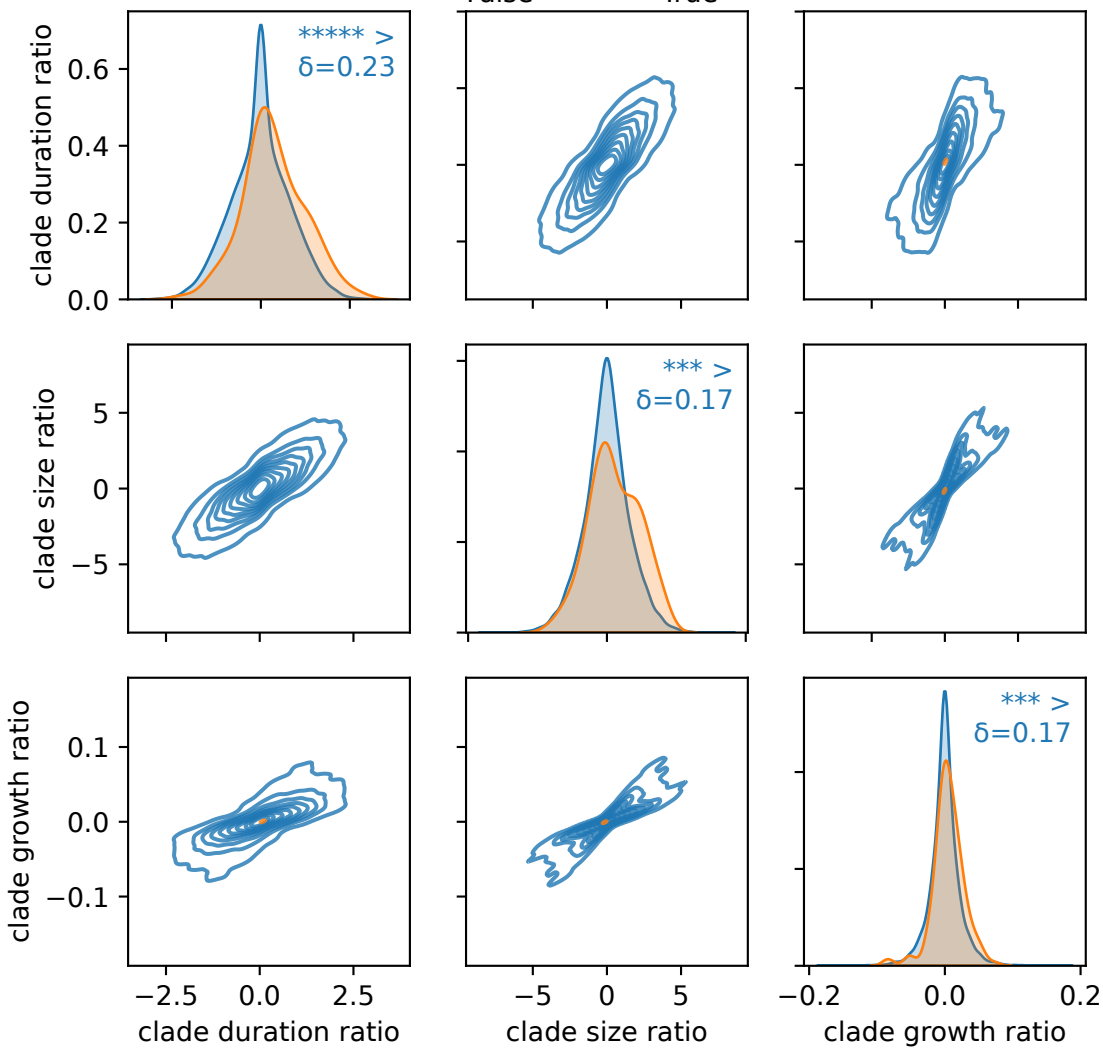 ***** >
δ=0.23
clade duration ratio
0.6
0.4
0.2
0.0
*** >
δ=0.17
clade size ratio
5
0
−5
*** >
δ=0.17
clade growth ratio
0.1
0.0
−0.1
−2.5 0.0 2.5 −5 0 5 −0.2 0.0 0.2
clade duration ratio clade size ratio clade growth ratio